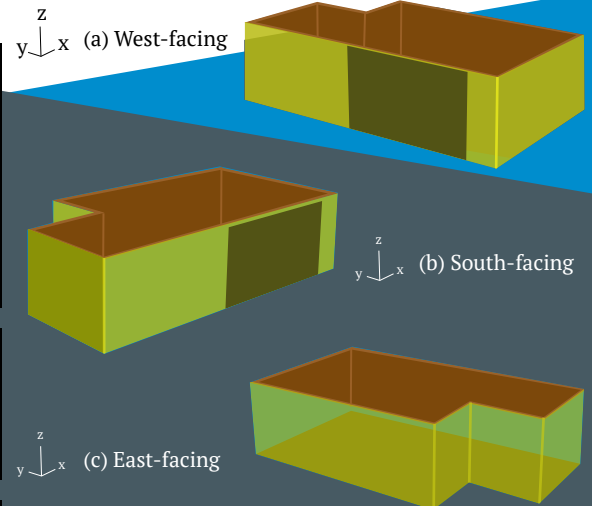 z
y x (a) West-facing
z
y x (b) South-facing
z
y x (c) East-facing